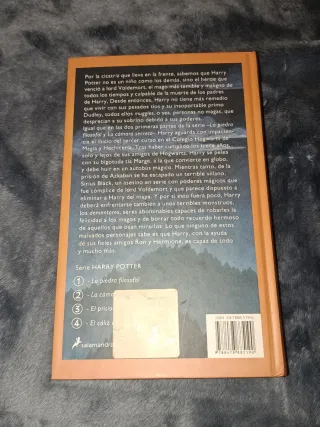 Por la cicatriz que lleva en la frente, sabemos que Harry
Potter no es un niño como los demás, sino el héroe que
venció a lord Voldemort, el mago más temible y maligno de
todos los tiempos y culpable de la muerte de los padres
de Harry. Desde entonces, Harry no tiene más remedio
que vivir con sus pesados tíos y su insoportable primo
Dudley, todos ellos muggles, o sea, personas no magas, que
desprecian a su sobrino debido a sus poderes.
Igual que en las dos primeras partes de la serie —La piedra
filosofal y La cámara secreta— Harry aguarda con impaciencia
el inicio del tercer curso en el Colegio Hogwarts de
Magia y Hechicería. Tras haber cumplido los trece años,
solo y lejos de sus amigos de Hogwarts, Harry se pelea
con su bigotuda tía Marge, a la que convierte en globo,
y debe huir en un autobús mágico. Mientras tanto, de la
prisión de Azkaban se ha escapado un terrible villano,
Sirius Black, un asesino en serie con poderes mágicos que
fue cómplice de lord Voldemort y que parece dispuesto a
eliminar a Harry del mapa. Y por si esto fuera poco, Harry
deberá enfrentarse también a unos terribles monstruos,
los dementores, seres abominables capaces de robarles la
felicidad a los magos y de borrar todo recuerdo hermoso
de aquellos que osan mirarlos. Lo que ninguno de estos
malvados personajes sabe es que Harry, con la ayuda
de sus fieles amigos Ron y Hermione, es capaz de todo
y mucho más.
Serie HARRY POTTER
1 - La piedra filosofal
2 - La cám
3 - El prisio
4 - El cáliz
salamandra